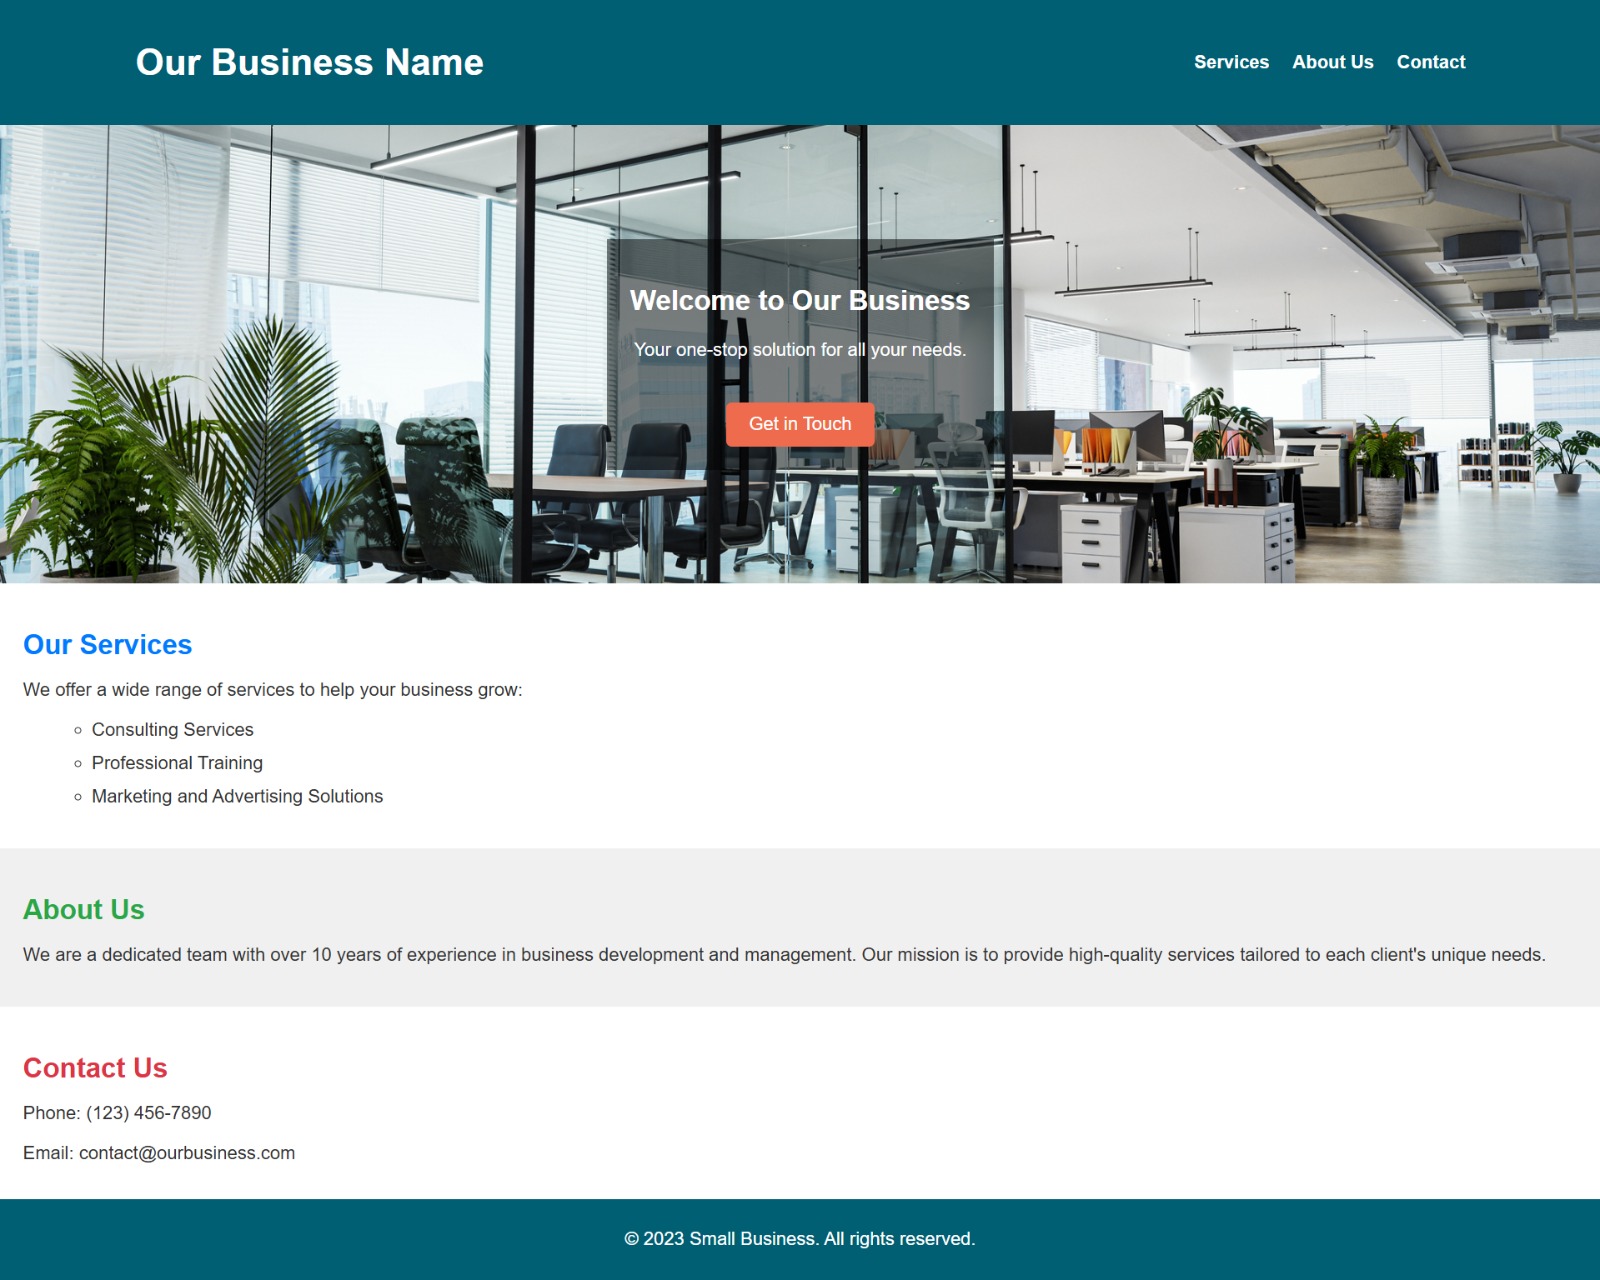 Our Business Name
Services About Us Contact
Welcome to Our Business
Your one-stop solution for all your needs.
Get in Touch
Our Services
We offer a wide range of services to help your business grow:
Consulting Services
Professional Training
Marketing and Advertising Solutions
About Us
We are a dedicated team with over 10 years of experience in business development and management. Our mission is to provide high-quality services tailored to each client's unique needs.
Contact Us
Phone: (123) 456-7890
Email: contact@ourbusiness.com
© 2023 Small Business. All rights reserved.